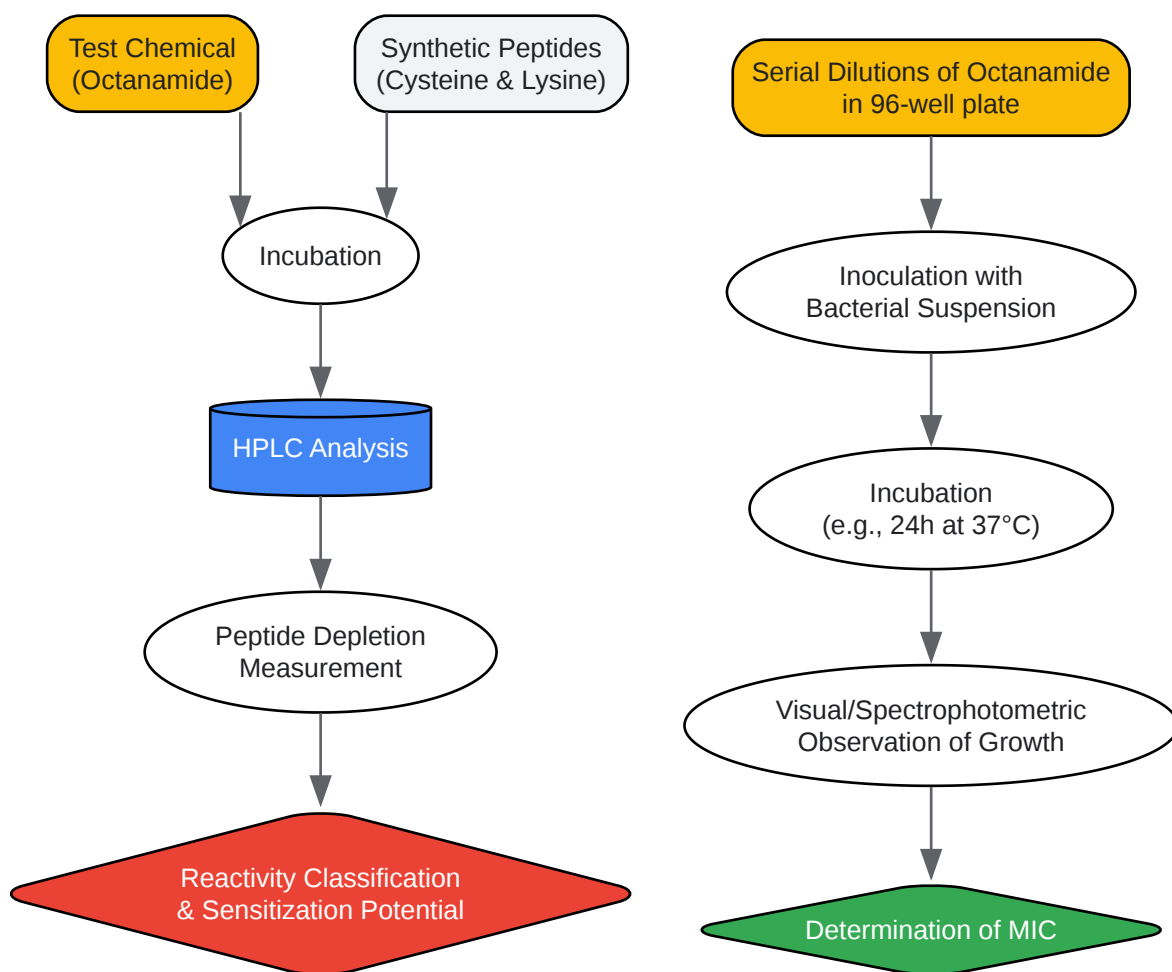 Test Chemical
(Octanamide)
Synthetic Peptides
(Cysteine & Lysine)
Incubation
HPLC Analysis
Peptide Depletion
Measurement
Reactivity Classification
& Sensitization Potential
Serial Dilutions of Octanamide
in 96-well plate
Inoculation with
Bacterial Suspension
Incubation
(e.g., 24h at 37°C)
Visual/Spectrophotometric
Observation of Growth
Determination of MIC